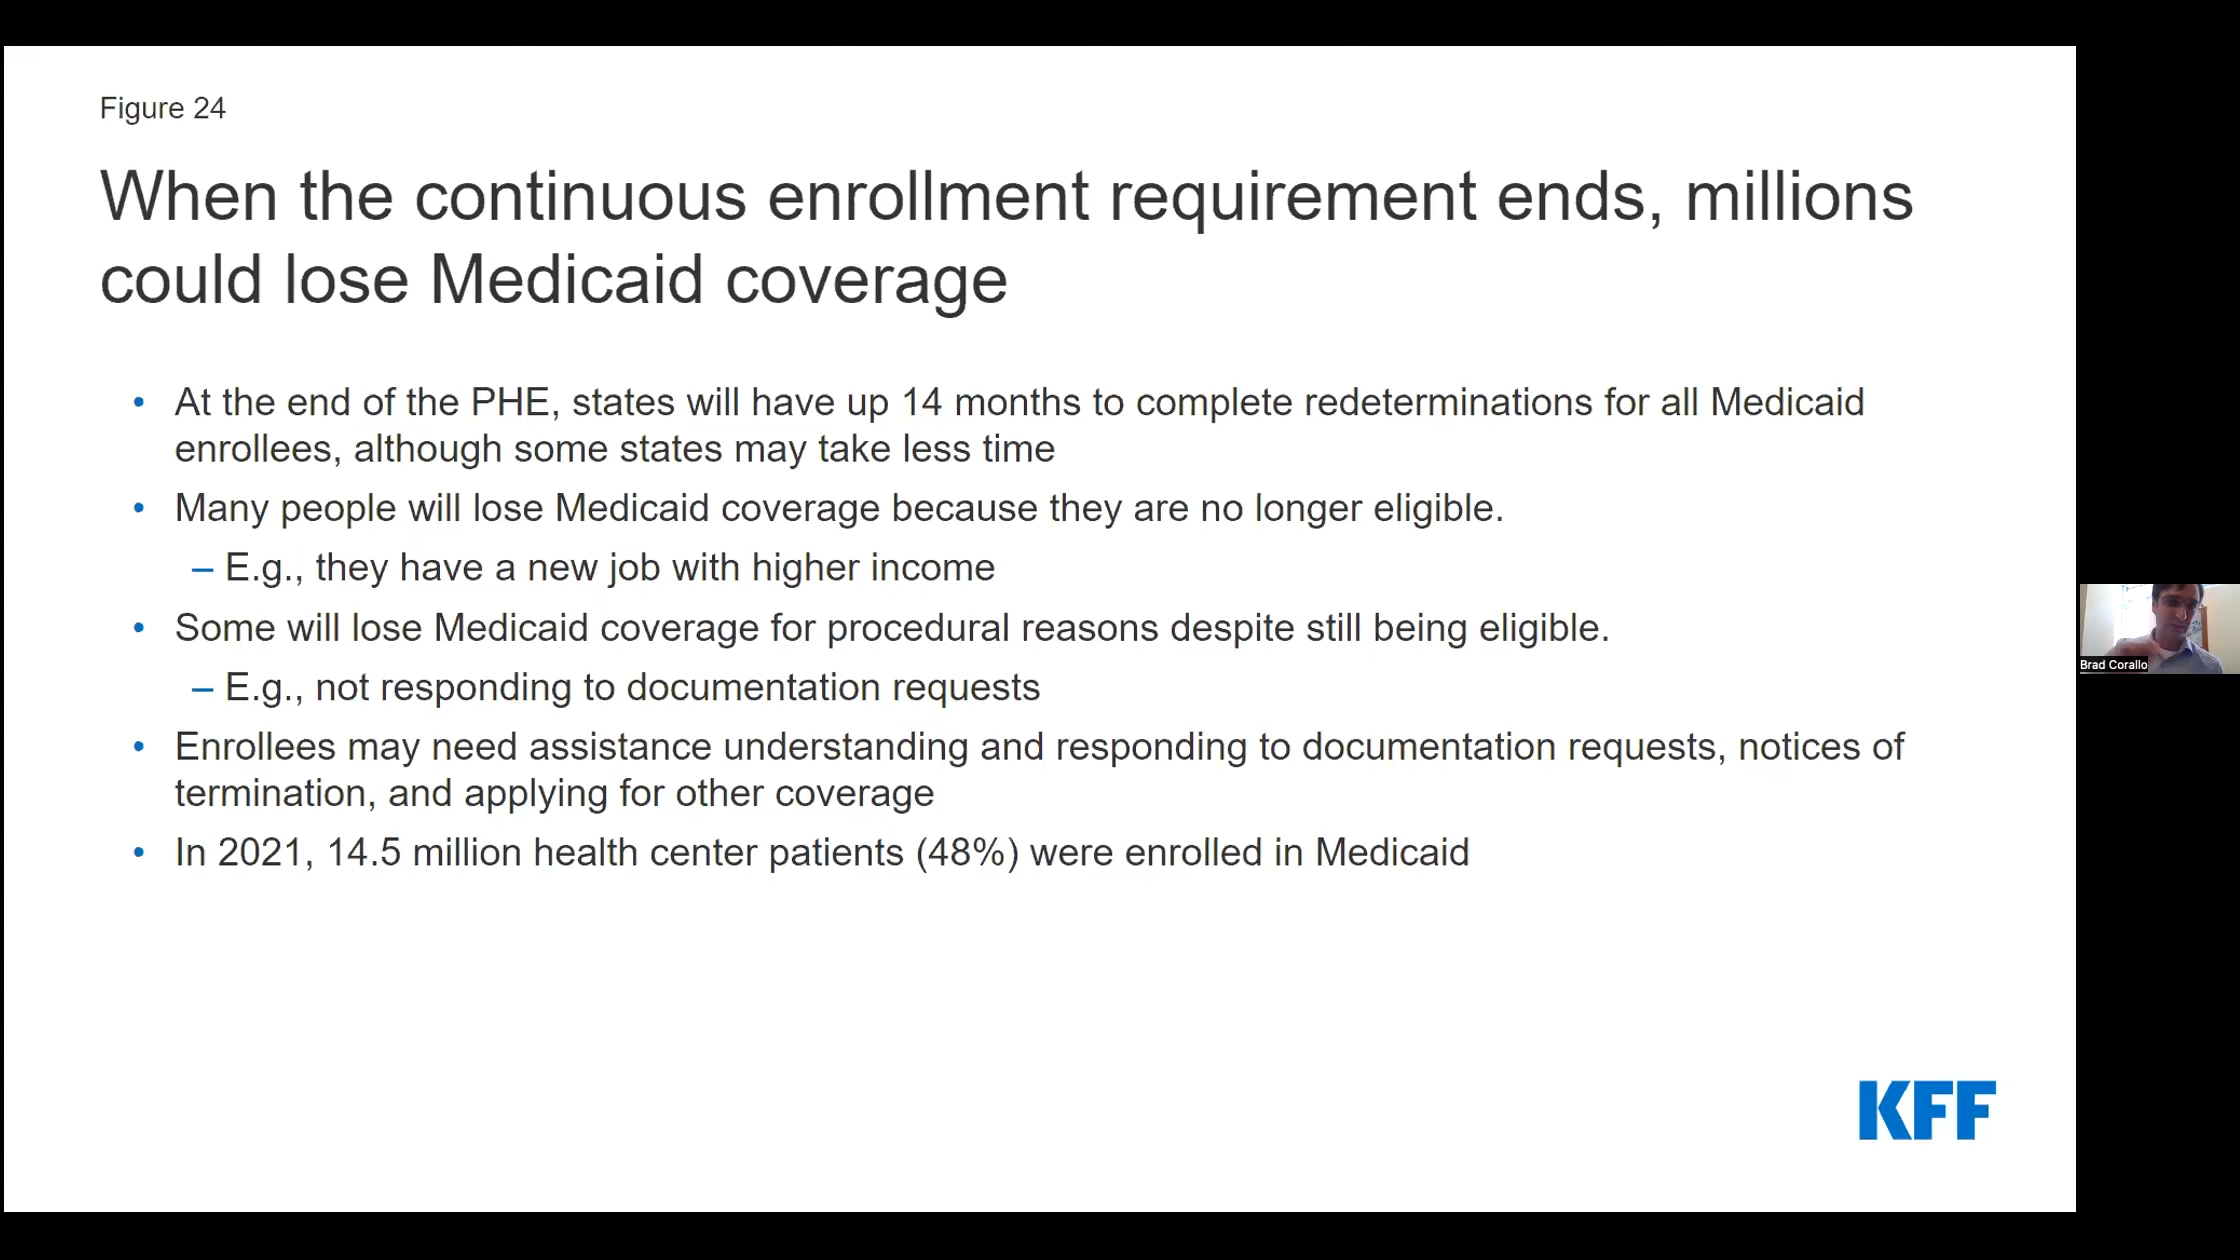 Figure 24
When the continuous enrollment requirement ends, millions
could lose Medicaid coverage
• At the end of the PHE, states will have up 14 months to complete redeterminations for all Medicaid
enrollees, although some states may take less time
• Many people will lose Medicaid coverage because they are no longer eligible.
– E.g., they have a new job with higher income
• Some will lose Medicaid coverage for procedural reasons despite still being eligible.
– E.g., not responding to documentation requests
• Enrollees may need assistance understanding and responding to documentation requests, notices of
termination, and applying for other coverage
• In 2021, 14.5 million health center patients (48%) were enrolled in Medicaid
Brad Corallo
KFF